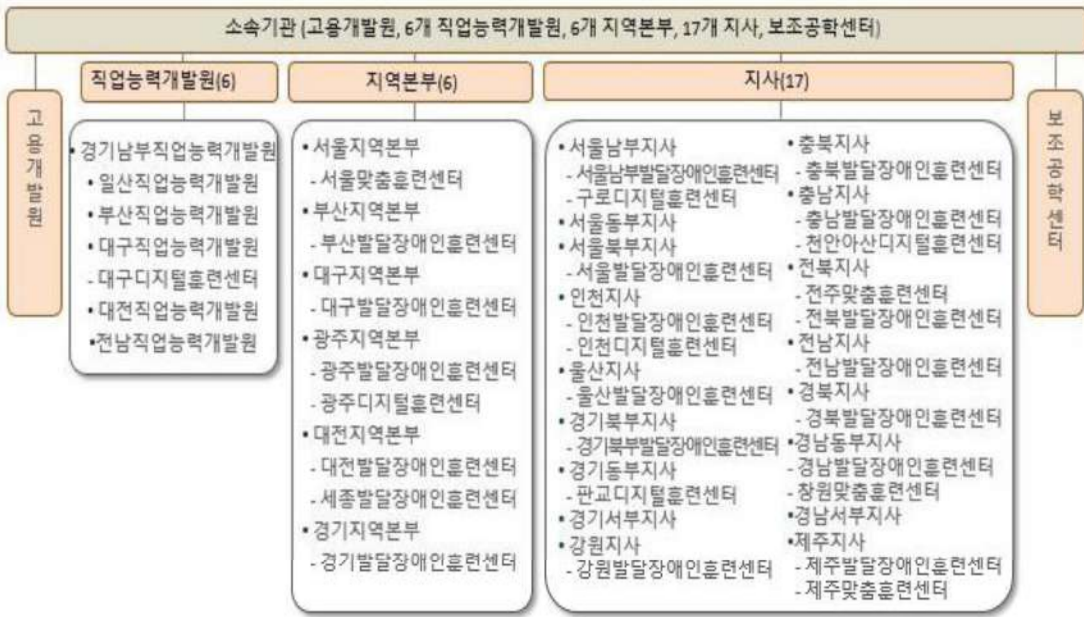 소속기관 (고용개발원, 6개 직업능력개발원, 6개 지역본부, 17개 지사, 보조공학센터)
고용개발원
직업능력개발원(6)
• 경기남부직업능력개발원
• 일산직업능력개발원
• 부산직업능력개발원
• 대구직업능력개발원
- 대구디지털훈련센터
• 대전직업능력개발원
• 전남직업능력개발원
지역본부(6)
• 서울지역본부
- 서울맞춤훈련센터
• 부산지역본부
- 부산발달장애인훈련센터
• 대구지역본부
- 대구발달장애인훈련센터
• 광주지역본부
- 광주발달장애인훈련센터
- 광주디지털훈련센터
• 대전지역본부
- 대전발달장애인훈련센터
- 세종발달장애인훈련센터
• 경기지역본부
- 경기발달장애인훈련센터
지사(17)
• 서울남부지사
- 서울남부발달장애인훈련센터
- 구로디지털훈련센터
• 서울동부지사
• 서울북부지사
- 서울발달장애인훈련센터
• 인천지사
- 인천발달장애인훈련센터
- 인천디지털훈련센터
• 울산지사
- 울산발달장애인훈련센터
• 경기북부지사
- 경기북부발달장애인훈련센터
• 경기동부지사
- 판교디지털훈련센터
• 경기서부지사
• 강원지사
- 강원발달장애인훈련센터
• 충북지사
- 충북발달장애인훈련센터
• 충남지사
- 충남발달장애인훈련센터
- 천안아산디지털훈련센터
• 전북지사
- 전주맞춤훈련센터
- 전북발달장애인훈련센터
• 전남지사
- 전남발달장애인훈련센터
• 경북지사
- 경북발달장애인훈련센터
• 경남동부지사
- 경남발달장애인훈련센터
- 창원맞춤훈련센터
• 경남서부지사
• 제주지사
- 제주발달장애인훈련센터
- 제주맞춤훈련센터
보조공학센터